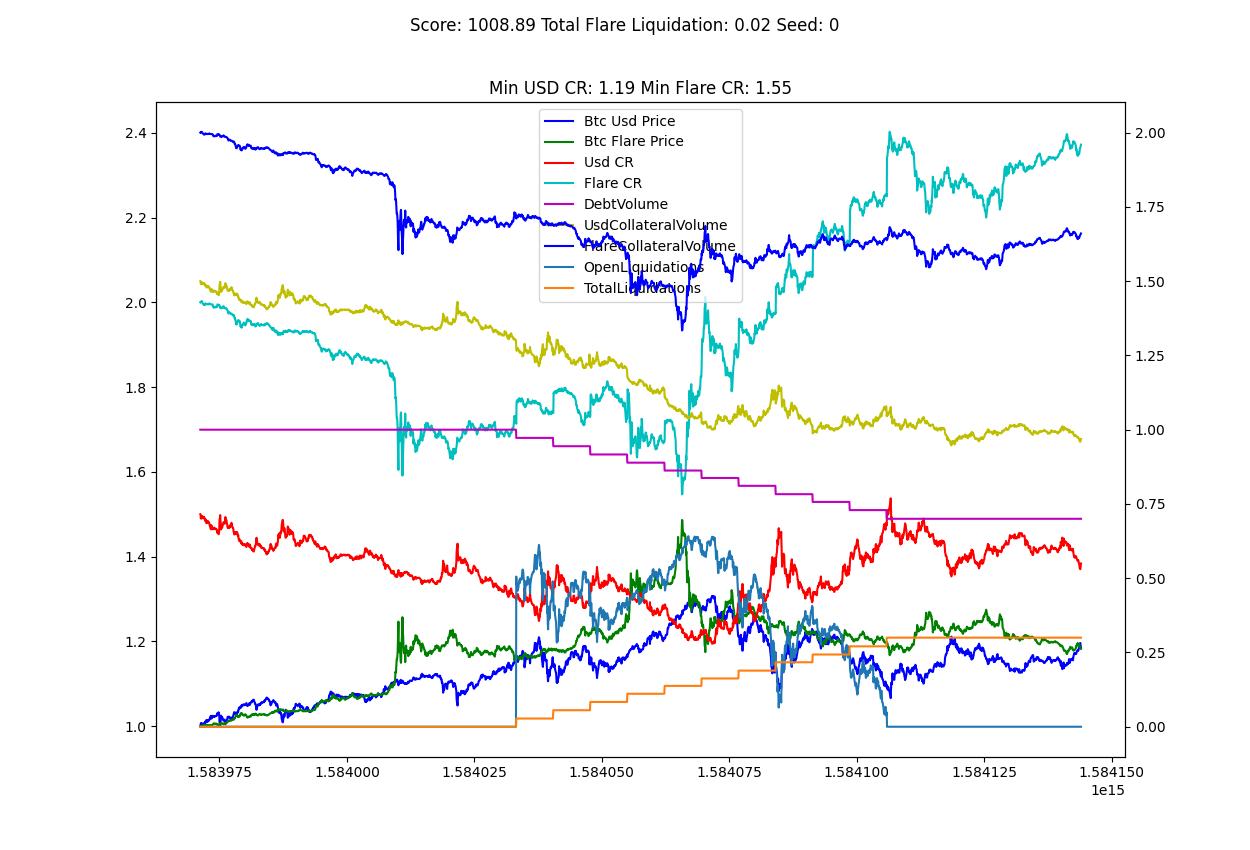 Score: 1008.89 Total Flare Liquidation: 0.02 Seed: 0
Min USD CR: 1.19 Min Flare CR: 1.55
Btc Usd Price
Btc Flare Price
Usd CR
Flare CR
DebtVolume
UsdCollateralVolume
FlareCollateralVolume
OpenLiquidations
TotalLiquidations
2.4
2.2
2.0
1.8
1.6
1.4
1.2
1.0
2.00
1.75
1.50
1.25
1.00
0.75
0.50
0.25
0.00
1.583975 1.584000 1.584025 1.584050 1.584075 1.584100 1.584125 1.584150
1e15